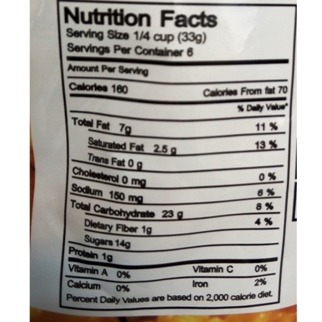 Nutrition Facts
Serving Size 1/4 cup (33g)
Servings Per Container 6
Amount Per Serving
Calories 160 Calories From fat 70
% Daily Value*
Total Fat 7g 11 %
Saturated Fat 2.5 g 13 %
Trans Fat 0 g
Cholesterol 0 mg 0 %
Sodium 150 mg 6 %
Total Carbohydrate 23 g 8 %
Dietary Fiber 1g 4 %
Sugars 14g
Protein 1g
Vitamin A 0% Vitamin C 0%
Calcium 0% Iron 2%
Percent Daily Values are based on 2,000 calorie diet.